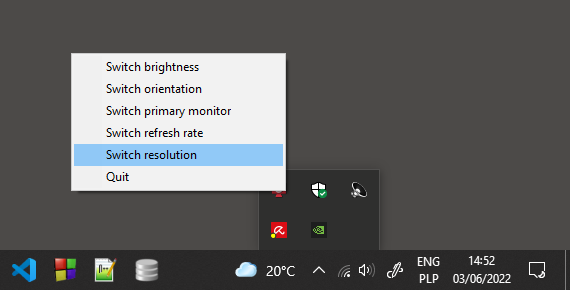 Switch brightness
Switch orientation
Switch primary monitor
Switch refresh rate
Switch resolution
Quit
20°C
ENG
PLP
14:52
03/06/2022